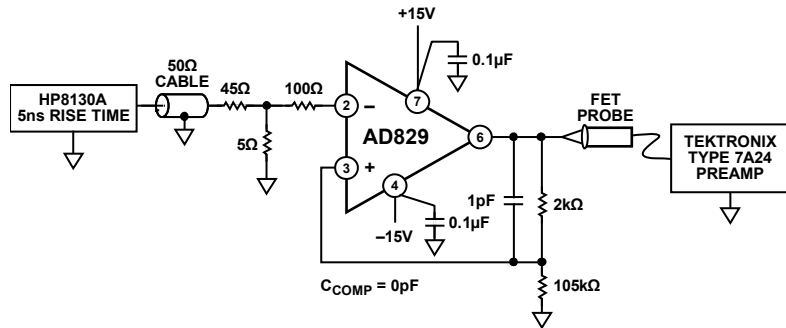 +15V
50Ω
CABLE
HP8130A
5ns RISE TIME
45Ω
100Ω
5Ω
2
–
3
+
7
0.1µF
AD829
6
4
–15V
0.1µF
1pF
2kΩ
105kΩ
C_COMP = 0pF
FET
PROBE
TEKTRONIX
TYPE 7A24
PREAMP